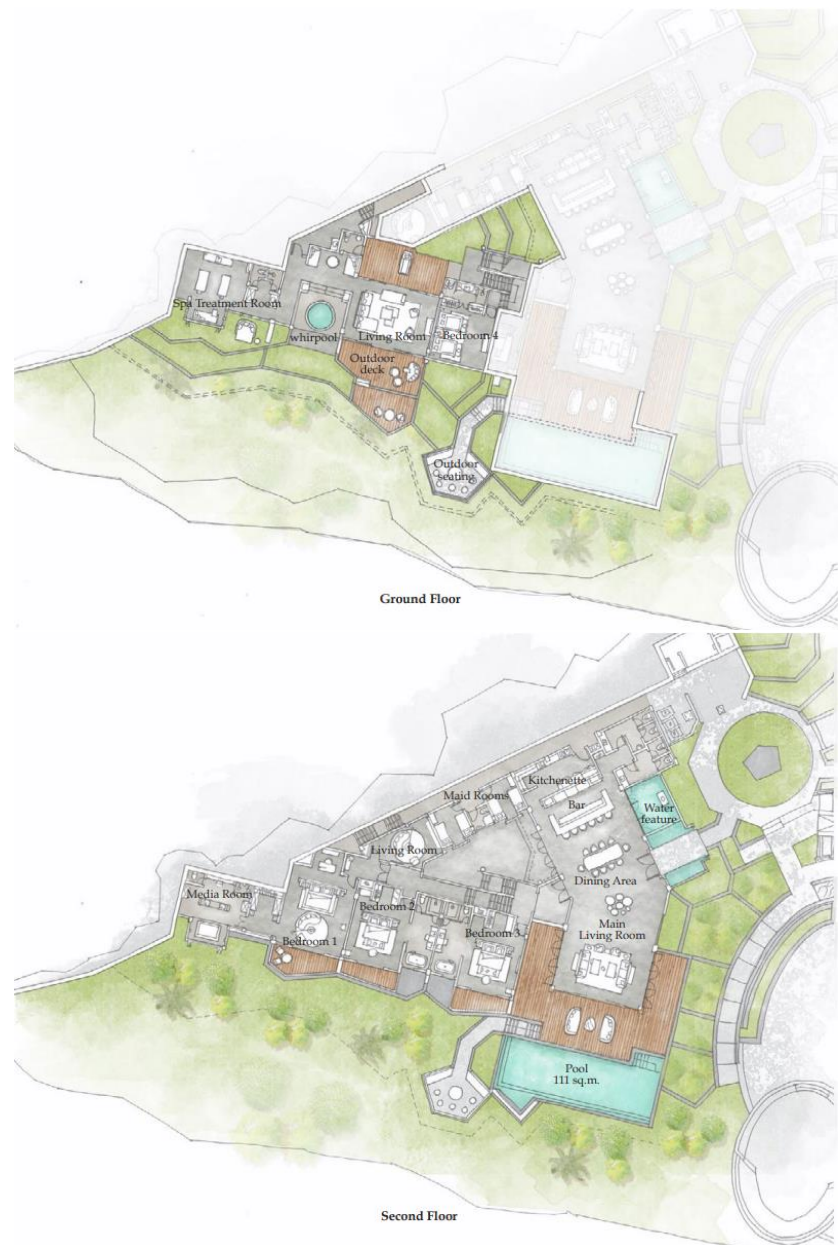 Spa Treatment Room
whirpool
Living Room
Bedroom 4
Outdoor
deck
Outdoor
seating
Ground Floor
Kitchenette
Maid Rooms
Bar
Water
feature
Living Room
Dining Area
Media Room
Bedroom 2
Main
Living Room
Bedroom 3
Bedroom 1
Pool
111 sq.m.
Second Floor